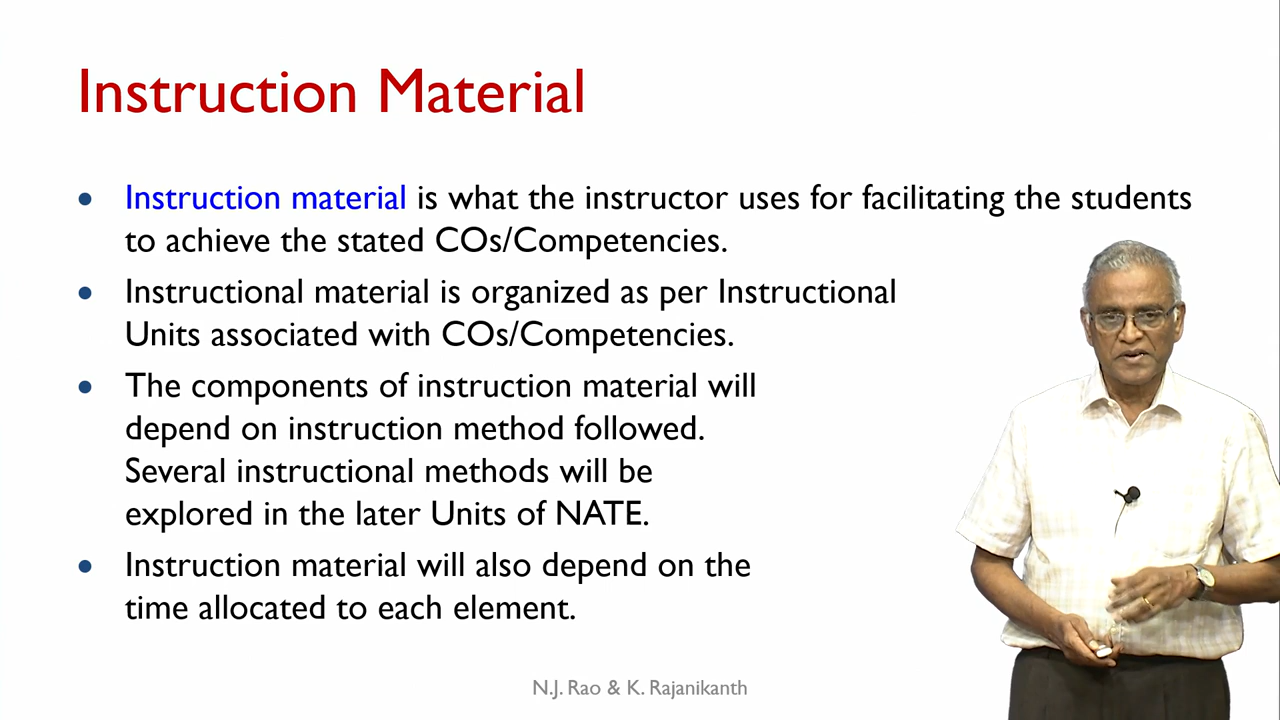 Instruction Material
• Instruction material is what the instructor uses for facilitating the students
to achieve the stated COs/Competencies.
• Instructional material is organized as per Instructional
Units associated with COs/Competencies.
• The components of instruction material will
depend on instruction method followed.
Several instructional methods will be
explored in the later Units of NATE.
• Instruction material will also depend on the
time allocated to each element.
N.J. Rao & K. Rajanikanth